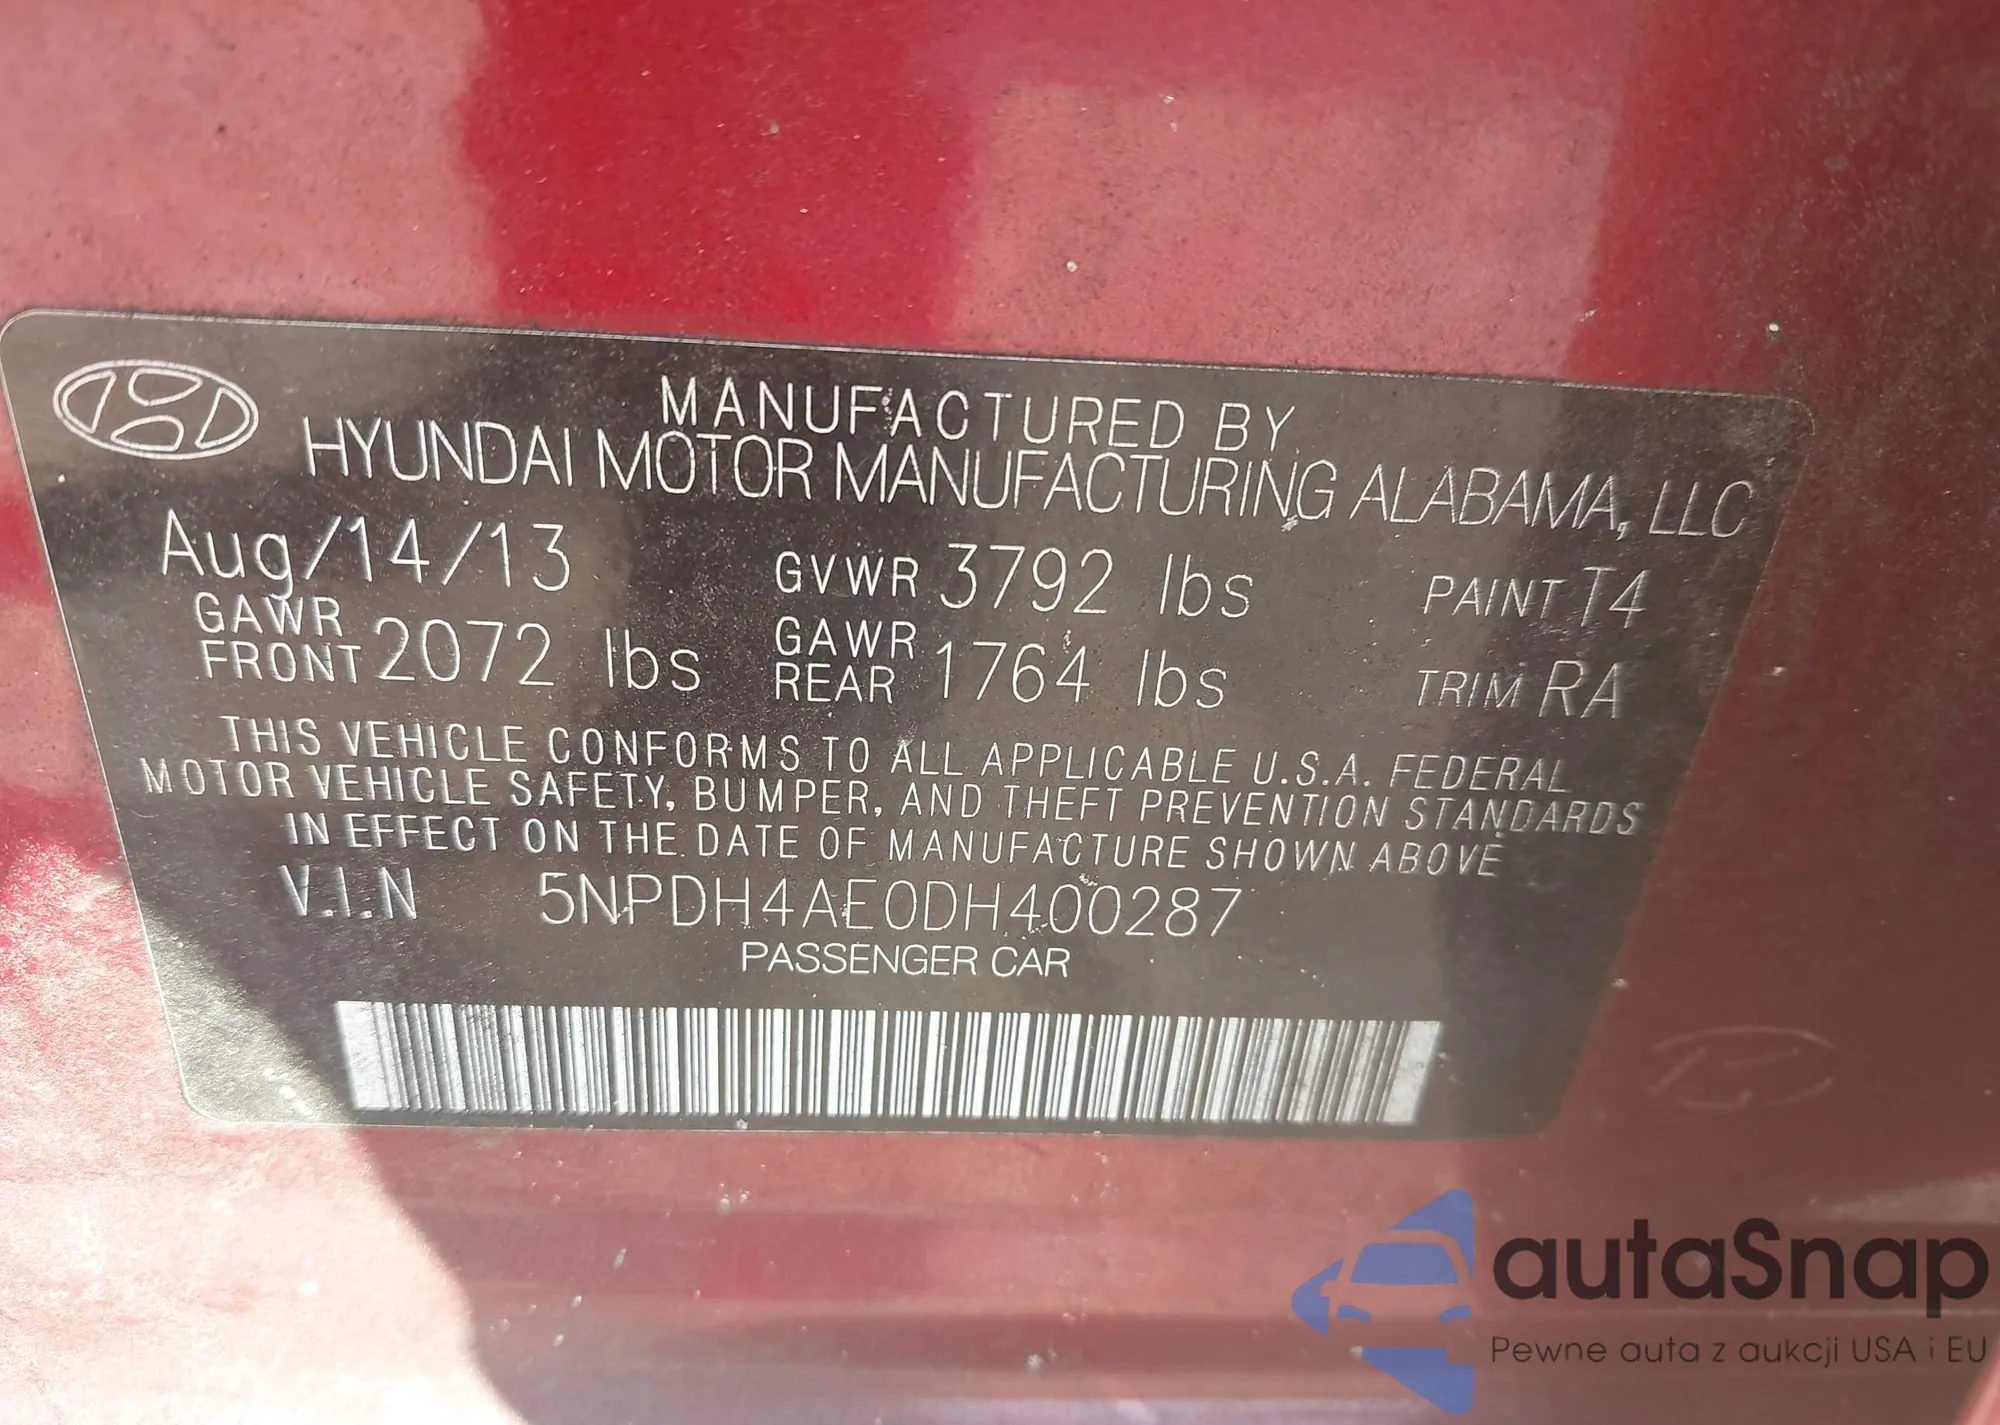 MANUFACTURED BY
HYUNDAI MOTOR MANUFACTURING ALABAMA, LLC
Aug/14/13 GVWR 3792 lbs PAINT T4
GAWR FRONT 2072 lbs GAWR REAR 1764 lbs TRIM RA
THIS VEHICLE CONFORMS TO ALL APPLICABLE U.S.A. FEDERAL
MOTOR VEHICLE SAFETY, BUMPER, AND THEFT PREVENTION STANDARDS
IN EFFECT ON THE DATE OF MANUFACTURE SHOWN ABOVE
V.I.N 5NPDH4AE0DH400287
PASSENGER CAR
autaSnap
Pewne auta z aukcji USA i EU